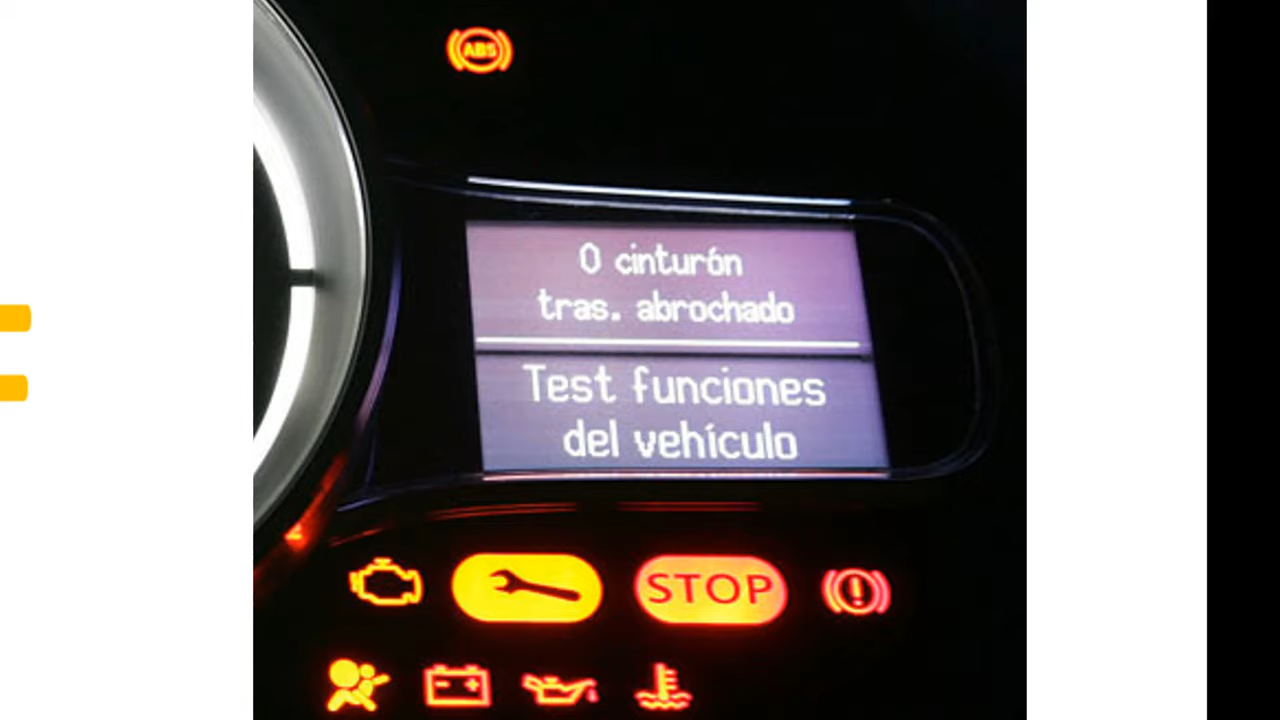 ABS
0 cinturón
tras. abrochado
Test funciones
del vehículo
STOP